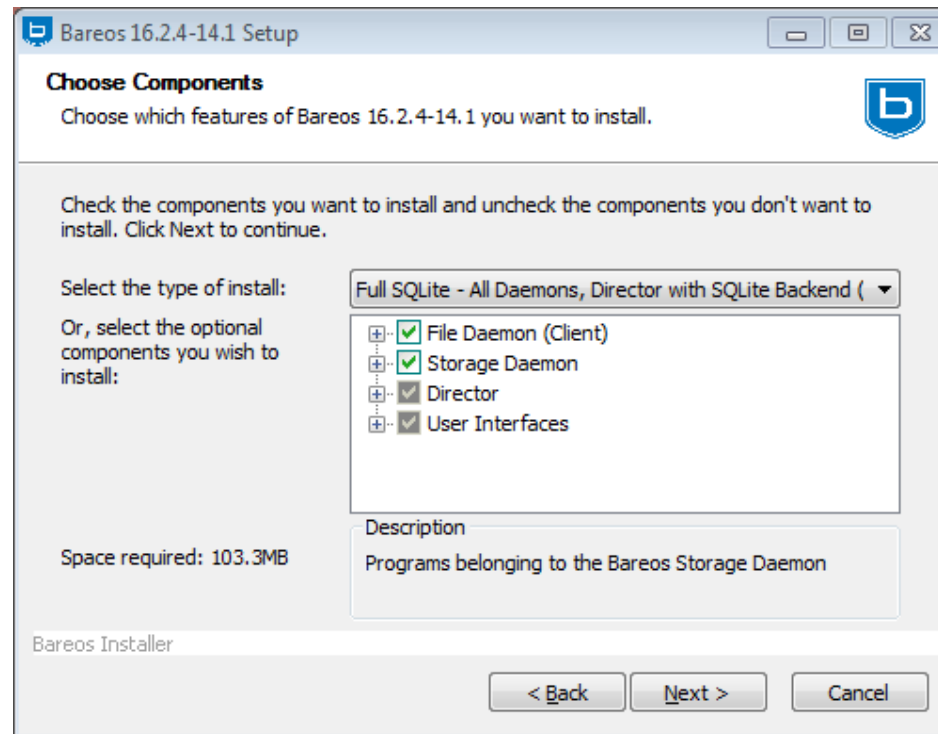 Bareos 16.2.4-14.1 Setup
Choose Components
Choose which features of Bareos 16.2.4-14.1 you want to install.
Check the components you want to install and uncheck the components you don't want to
install. Click Next to continue.
Select the type of install:
Full SQLite - All Daemons, Director with SQLite Backend (
Or, select the optional
components you wish to
install:
File Daemon (Client)
Storage Daemon
Director
User Interfaces
Space required: 103.3MB
Description
Programs belonging to the Bareos Storage Daemon
Bareos Installer
< Back
Next >
Cancel